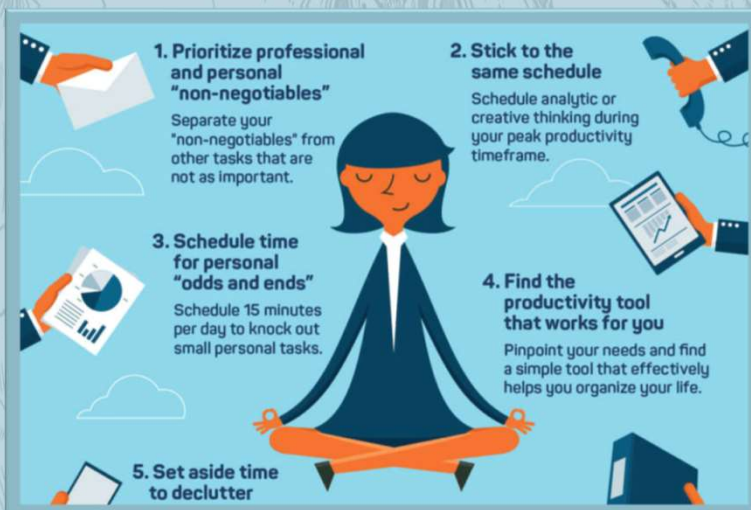 1. Prioritize professional
and personal
"non-negotiables"
Separate your
"non-negotiables" from
other tasks that are
not as important.
2. Stick to the
same schedule
Schedule analytic or
creative thinking during
your peak productivity
timeframe.
3. Schedule time
for personal
"odds and ends"
Schedule 15 minutes
per day to knock out
small personal tasks.
4. Find the
productivity tool
that works for you
Pinpoint your needs and find
a simple tool that effectively
helps you organize your life.
5. Set aside time
to declutter